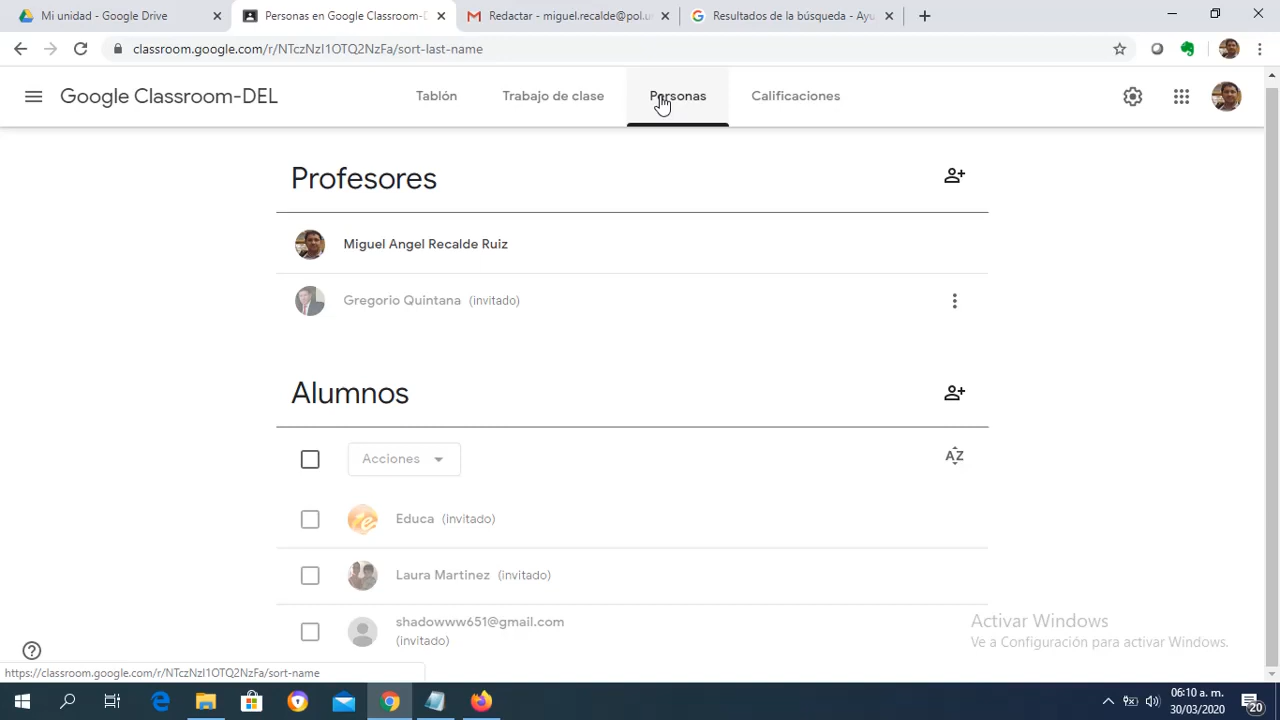 Mi unidad - Google Drive
Personas en Google Classroom-D
Redactar - miguel.recalde@pol.u
Resultados de la búsqueda - Ayu
classroom.google.com/r/NTczNzI1OTQ2NzFa/sort-last-name
Google Classroom-DEL
Tablón
Trabajo de clase
Personas
Calificaciones
Profesores
Miguel Angel Recalde Ruiz
Gregorio Quintana (invitado)
Alumnos
Acciones
AZ
Educa (invitado)
Laura Martinez (invitado)
shadowww651@gmail.com
(invitado)
Activar Windows
Ve a Configuración para activar Windows.
https://classroom.google.com/r/NTczNzI1OTQ2NzFa/sort-name
06:10 a. m.
30/03/2020
20